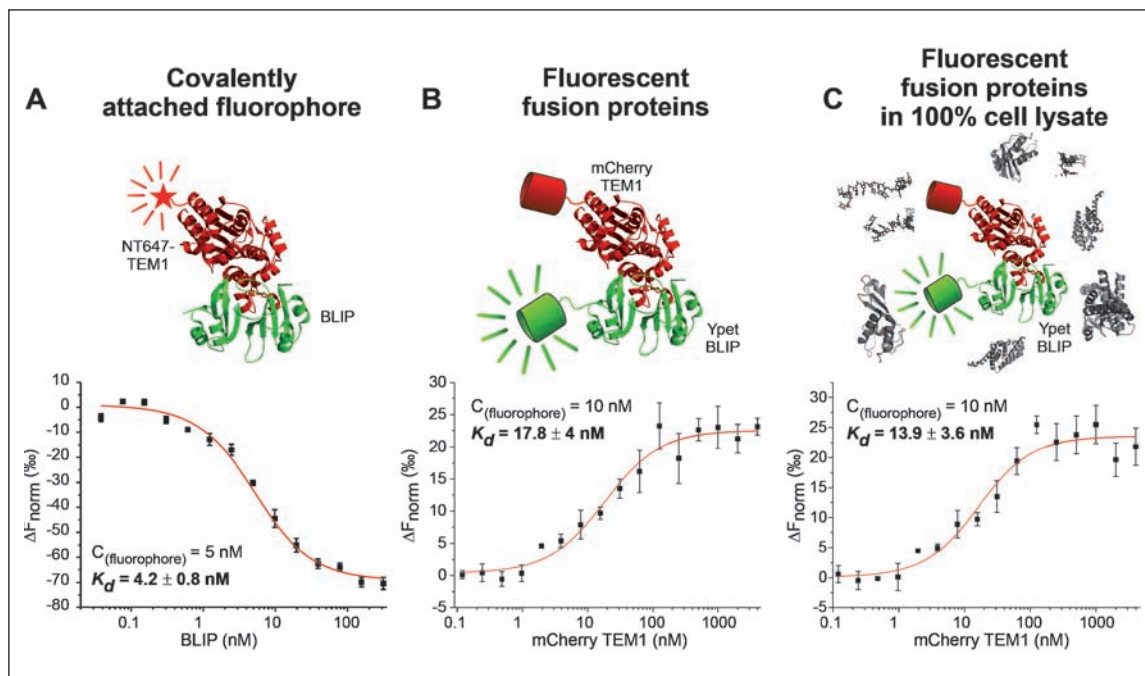 A
Covalently
attached fluorophore
NT647-
TEM1
BLIP
10
0
-10
-20
-30
-40
-50
-60
-70
-80
ΔFnorm (‰)
C(fluorophore) = 5 nM
Kd = 4.2 ± 0.8 nM
0.1 1 10 100
BLIP (nM)
B
Fluorescent
fusion proteins
mCherry
TEM1
Ypet
BLIP
30
25
20
15
10
5
0
-5
ΔFnorm (‰)
C(fluorophore) = 10 nM
Kd = 17.8 ± 4 nM
0.1 1 10 100 1000
mCherry TEM1 (nM)
C
Fluorescent
fusion proteins
in 100% cell lysate
Ypet
BLIP
30
25
20
15
10
5
0
-5
ΔFnorm (‰)
C(fluorophore) = 10 nM
Kd = 13.9 ± 3.6 nM
0.1 1 10 100 1000
mCherry TEM1 (nM)